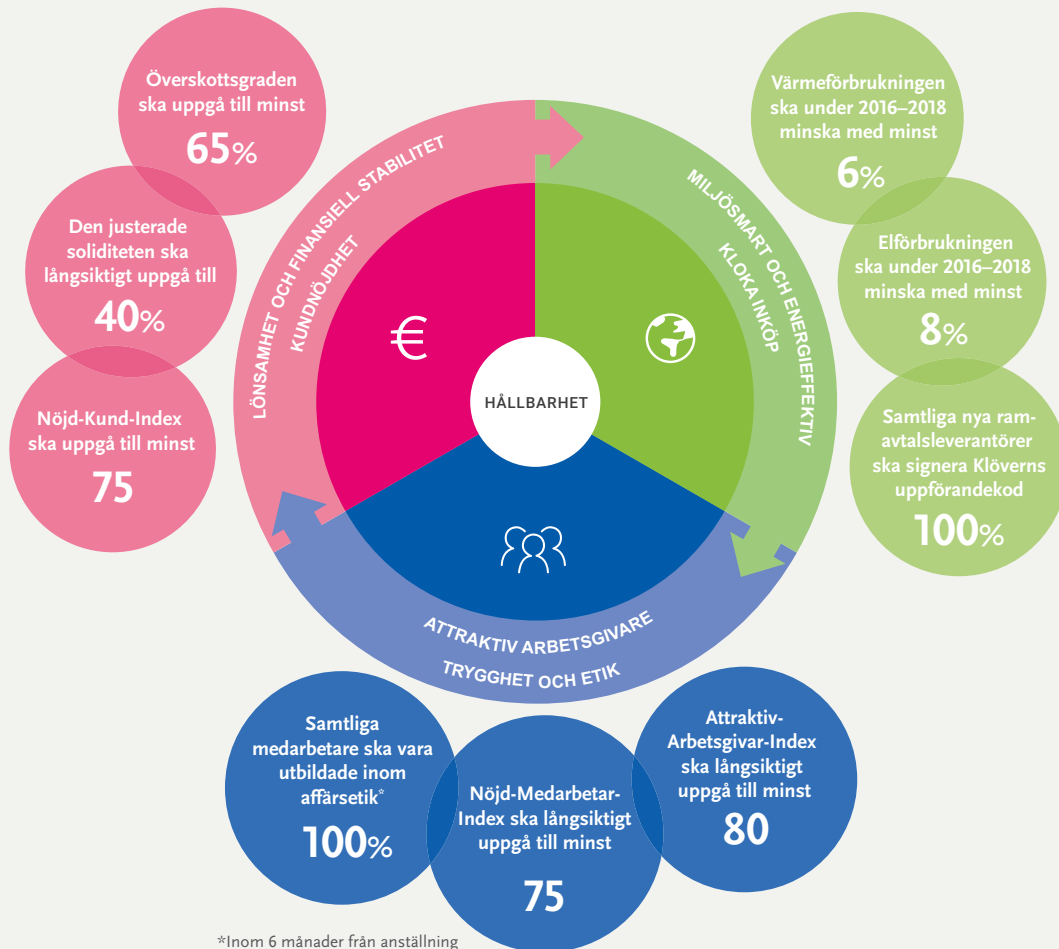 Överskottsgraden
ska uppgå till minst
65%
Den justerade
soliditeten ska
långsiktigt uppgå till
40%
Nöjd-Kund-Index
ska uppgå till minst
75
LÖNSAMHET OCH FINANSIELL STABILITET
KUNDNÖJDHET
MILJÖSMART OCH ENERGIEFFEKTIV
KLOKA INKÖP
HÅLLBARHET
ATTRAKTIV ARBETSGIVARE
TRYGGHET OCH ETIK
Värmeförbrukningen
ska under 2016–2018
minska med minst
6%
Elförbrukningen
ska under 2016–2018
minska med minst
8%
Samtliga nya ram-
avtalsleverantörer
ska signera Klöverns
uppförandekod
100%
Samtliga
medarbetare ska vara
utbildade inom
affärsetik*
100%
Nöjd-Medarbetar-
Index ska långsiktigt
uppgå till minst
75
Attraktiv-
Arbetsgivar-Index
ska långsiktigt
uppgå till minst
80
*Inom 6 månader från anställning